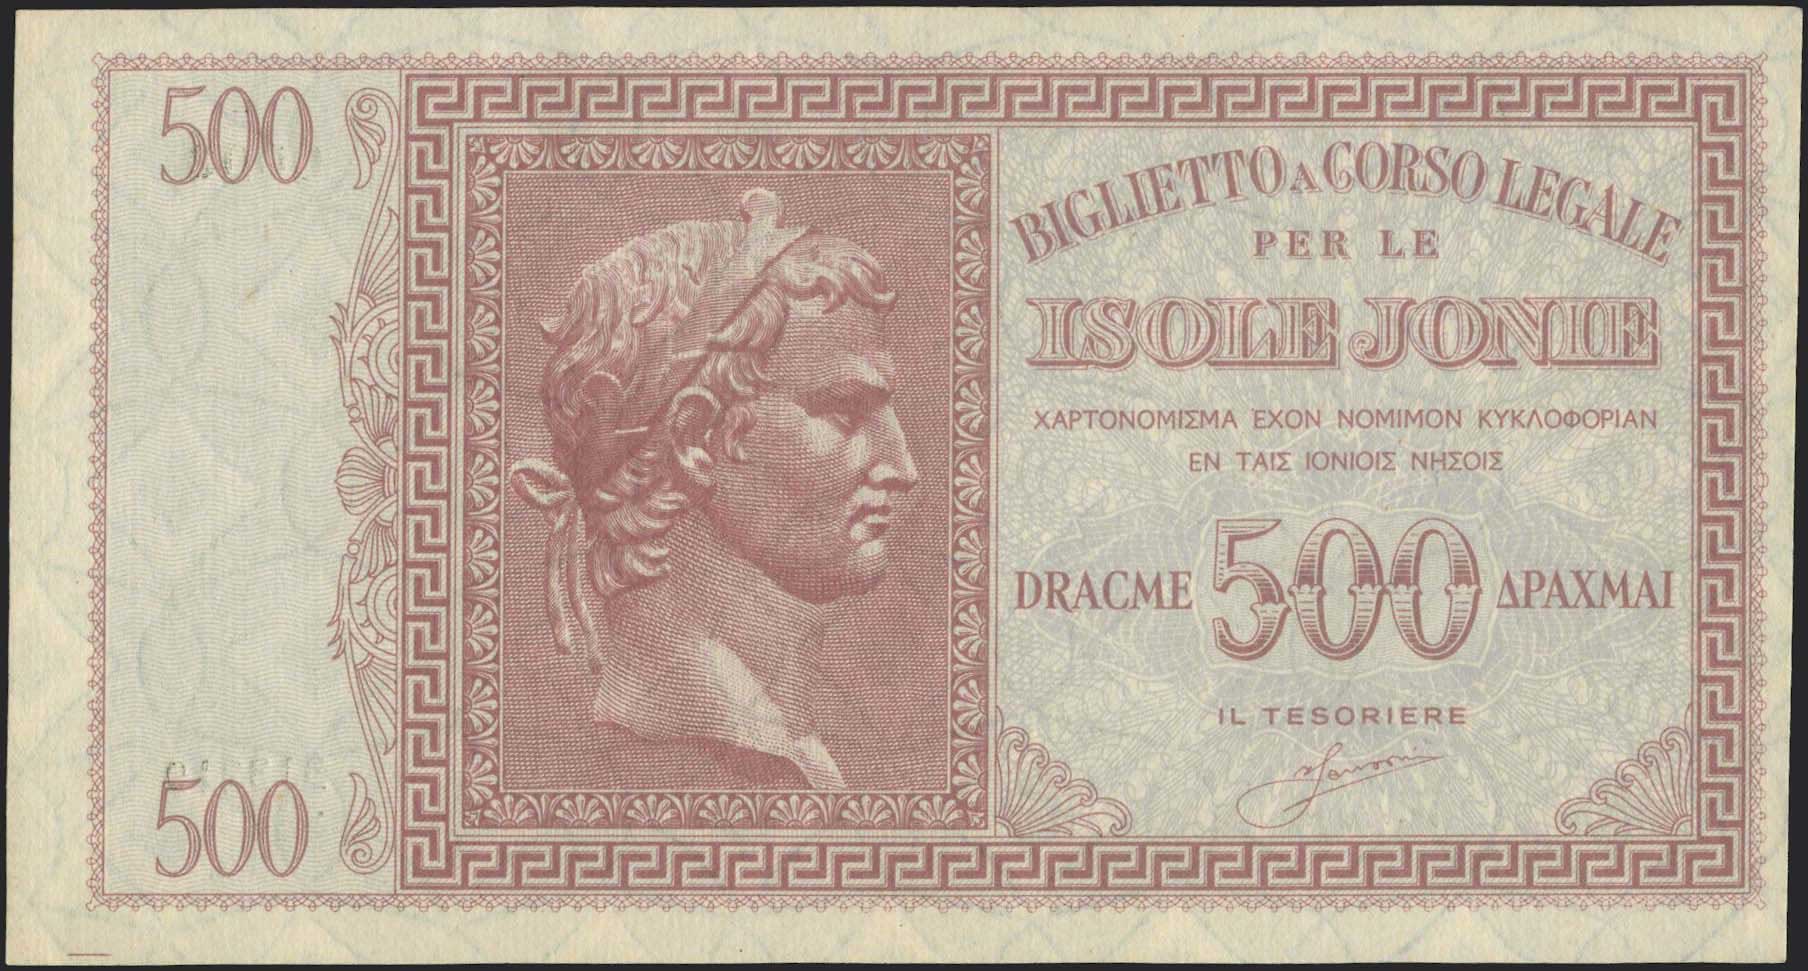 500
BIGLIETTO A CORSO LEGALE
PER LE
ISOLE JONIE
ΧΑΡΤΟΝΟΜΙΣΜΑ ἜΧΟΝ ΝΟΜΙΜΟΝ ΚΥΚΛΟΦΟΡΙΑΝ
ΕΝ ΤΑΙΣ ΙΟΝΙΟΙΣ ΝΗΣΟΙΣ
DRACME 500 ΔΡΑΧΜΑΙ
IL TESORIERE
500